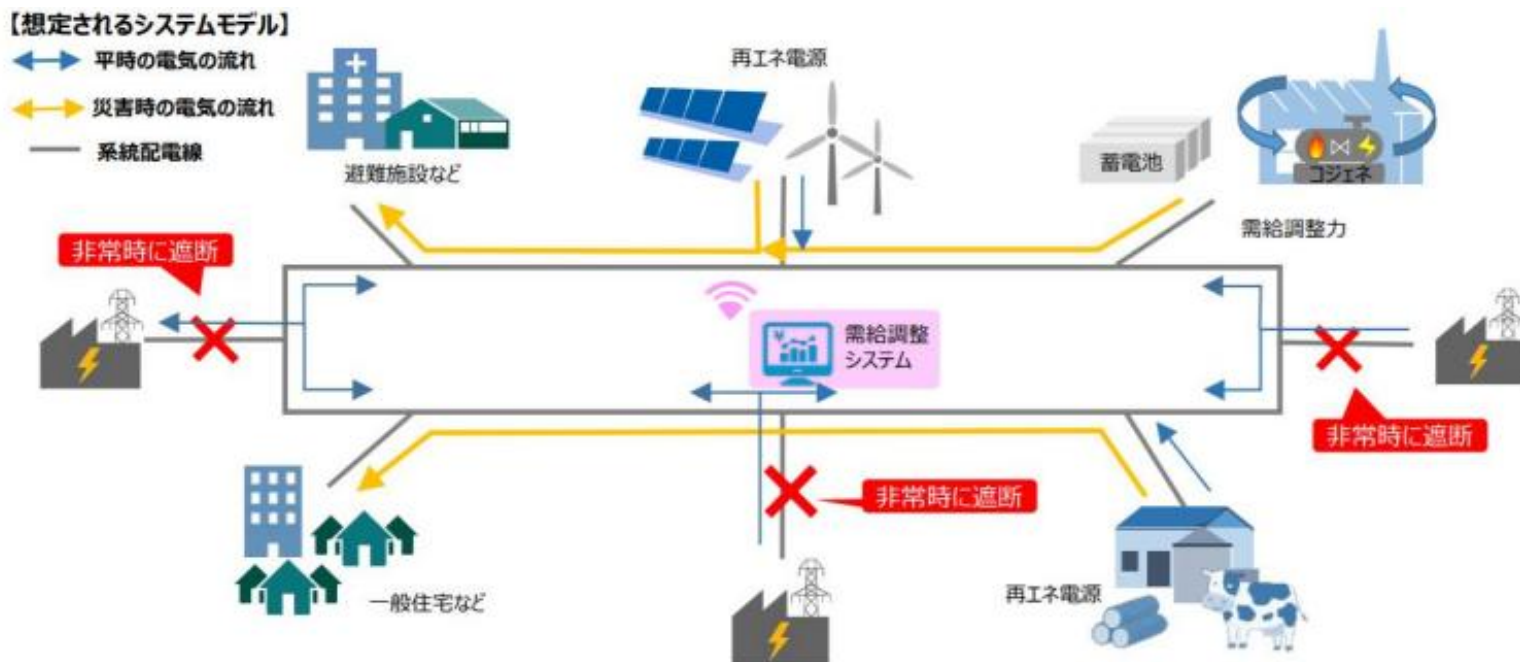 【想定されるシステムモデル】
平時の電気の流れ
災害時の電気の流れ
系統配電線
避難施設など
再エネ電源
蓄電池
コジェネ
需給調整力
非常時に遮断
¥
需給調整
システム
非常時に遮断
非常時に遮断
一般住宅など
再エネ電源